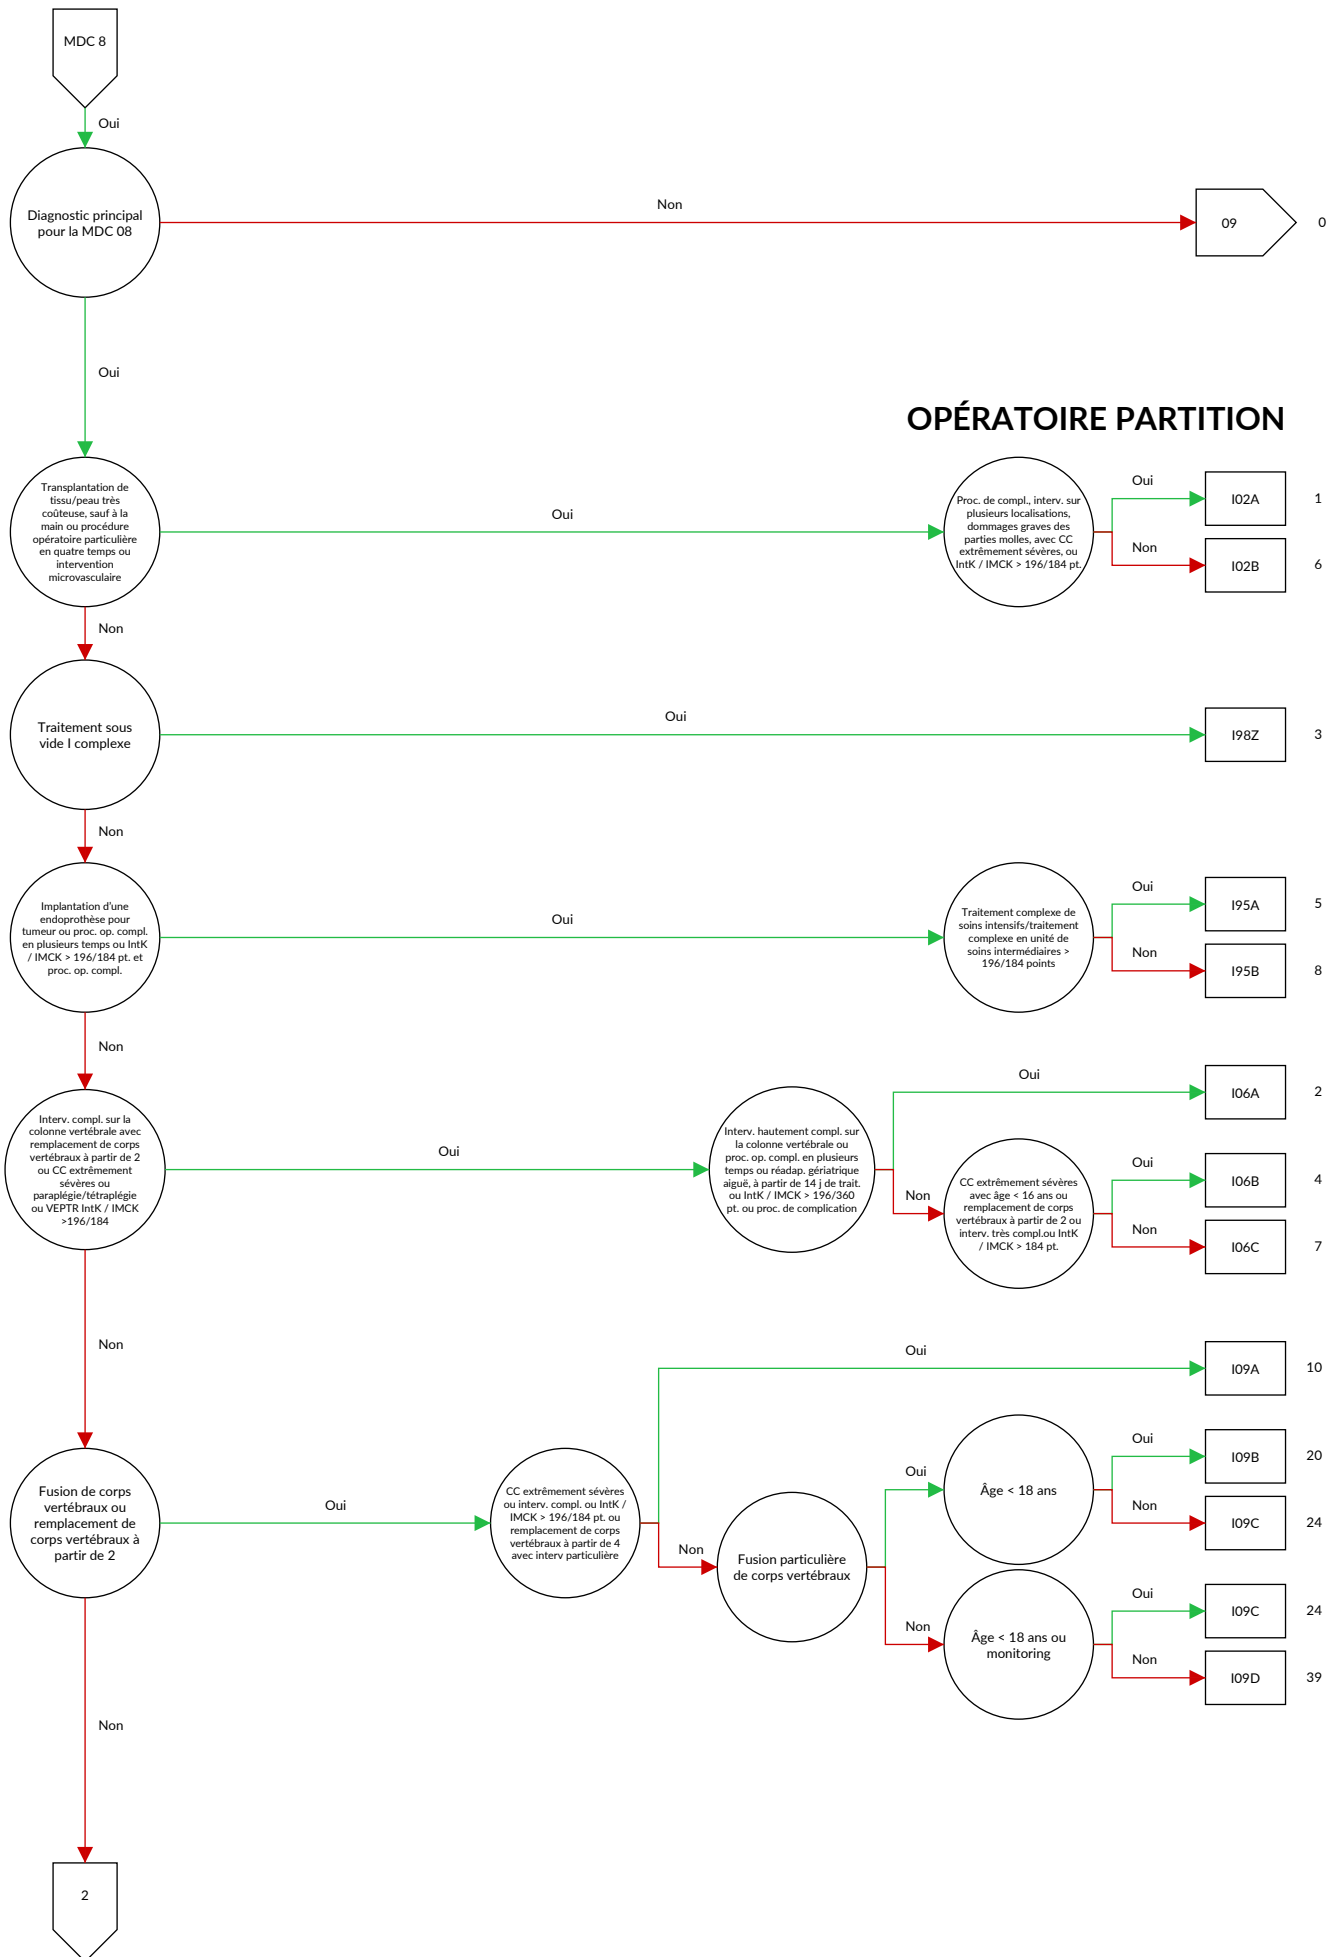 MDC 8
Oui
Diagnostic principal
pour la MDC 08
Non
09
0
Oui
OPÉRATOIRE PARTITION
Transplantation de
tissu/peau très
coûteuse, sauf à la
main ou procédure
opératoire particulière
en quatre temps ou
intervention
microvasculaire
Oui
Proc. de compl., interv. sur
plusieurs localisations,
dommages graves des
parties molles, avec CC
extrêmement sévères, ou
IntK / IMCK > 196/184 pt.
Oui
I02A
1
Non
I02B
6
Non
Traitement sous
vide I complexe
Oui
I98Z
3
Non
Implantation d'une
endoprothèse pour
tumeur ou proc. op. compl.
en plusieurs temps ou IntK
/ IMCK > 196/184 pt. et
proc. op. compl.
Oui
Traitement complexe de
soins intensifs/traitement
complexe en unité de
soins intermédiaires >
196/184 points
Oui
I95A
5
Non
I95B
8
Non
Interv. compl. sur la
colonne vertébrale avec
remplacement de corps
vertébraux à partir de 2
ou CC extrêmement
sévères ou
paraplégie/tétraplégie
ou VEPTR IntK / IMCK
>196/184
Oui
Interv. hautement compl. sur
la colonne vertébrale ou
proc. op. compl. en plusieurs
temps ou réadap. gériatrique
aiguë, à partir de 14 j de trait.
ou IntK / IMCK > 196/360
pt. ou proc. de complication
Oui
I06A
2
Non
CC extrêmement sévères
avec âge < 16 ans ou
remplacement de corps
vertébraux à partir de 2 ou
interv. très compl.ou IntK
/ IMCK > 184 pt.
Oui
I06B
4
Non
I06C
7
Non
Fusion de corps
vertébraux ou
remplacement de
corps vertébraux à
partir de 2
Oui
CC extrêmement sévères
ou interv. compl. ou IntK /
IMCK > 196/184 pt. ou
remplacement de corps
vertébraux à partir de 4
avec interv particulière
Oui
I09A
10
Non
Fusion particulière
de corps vertébraux
Oui
Âge < 18 ans
Oui
I09B
20
Non
I09C
24
Non
Âge < 18 ans ou
monitoring
Oui
I09C
24
Non
I09D
39
Non
2